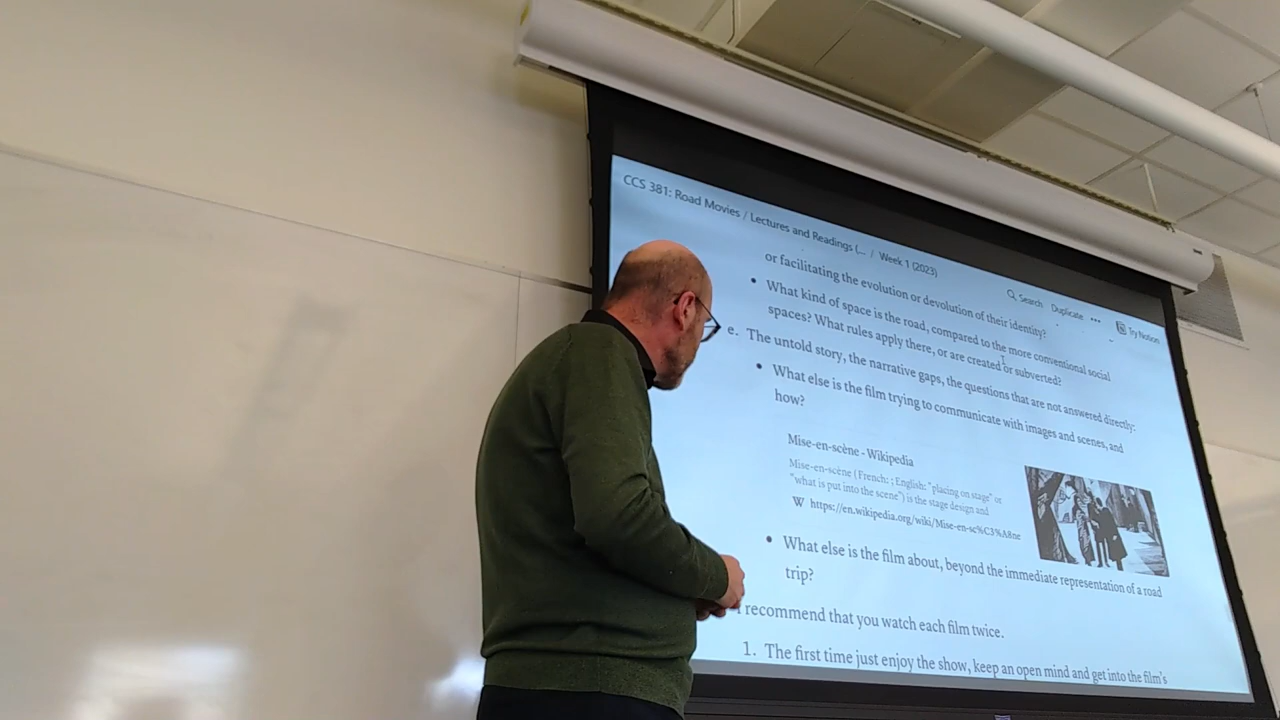 CCS 381: Road Movies / Lectures and Readings (... / Week 1 (2023)
Search Duplicate ••• Try Notion
or facilitating the evolution or devolution of their identity?
• What kind of space is the road, compared to the more conventional social
spaces? What rules apply there, or are created or subverted?
e. The untold story, the narrative gaps, the questions that are not answered directly:
• What else is the film trying to communicate with images and scenes, and
how?
Mise-en-scène - Wikipedia
Mise-en-scène (French: ; English: "placing on stage" or
"what is put into the scene") is the stage design and
W https://en.wikipedia.org/wiki/Mise-en-sc%C3%A8ne
• What else is the film about, beyond the immediate representation of a road
trip?
I recommend that you watch each film twice.
1. The first time just enjoy the show, keep an open mind and get into the film's